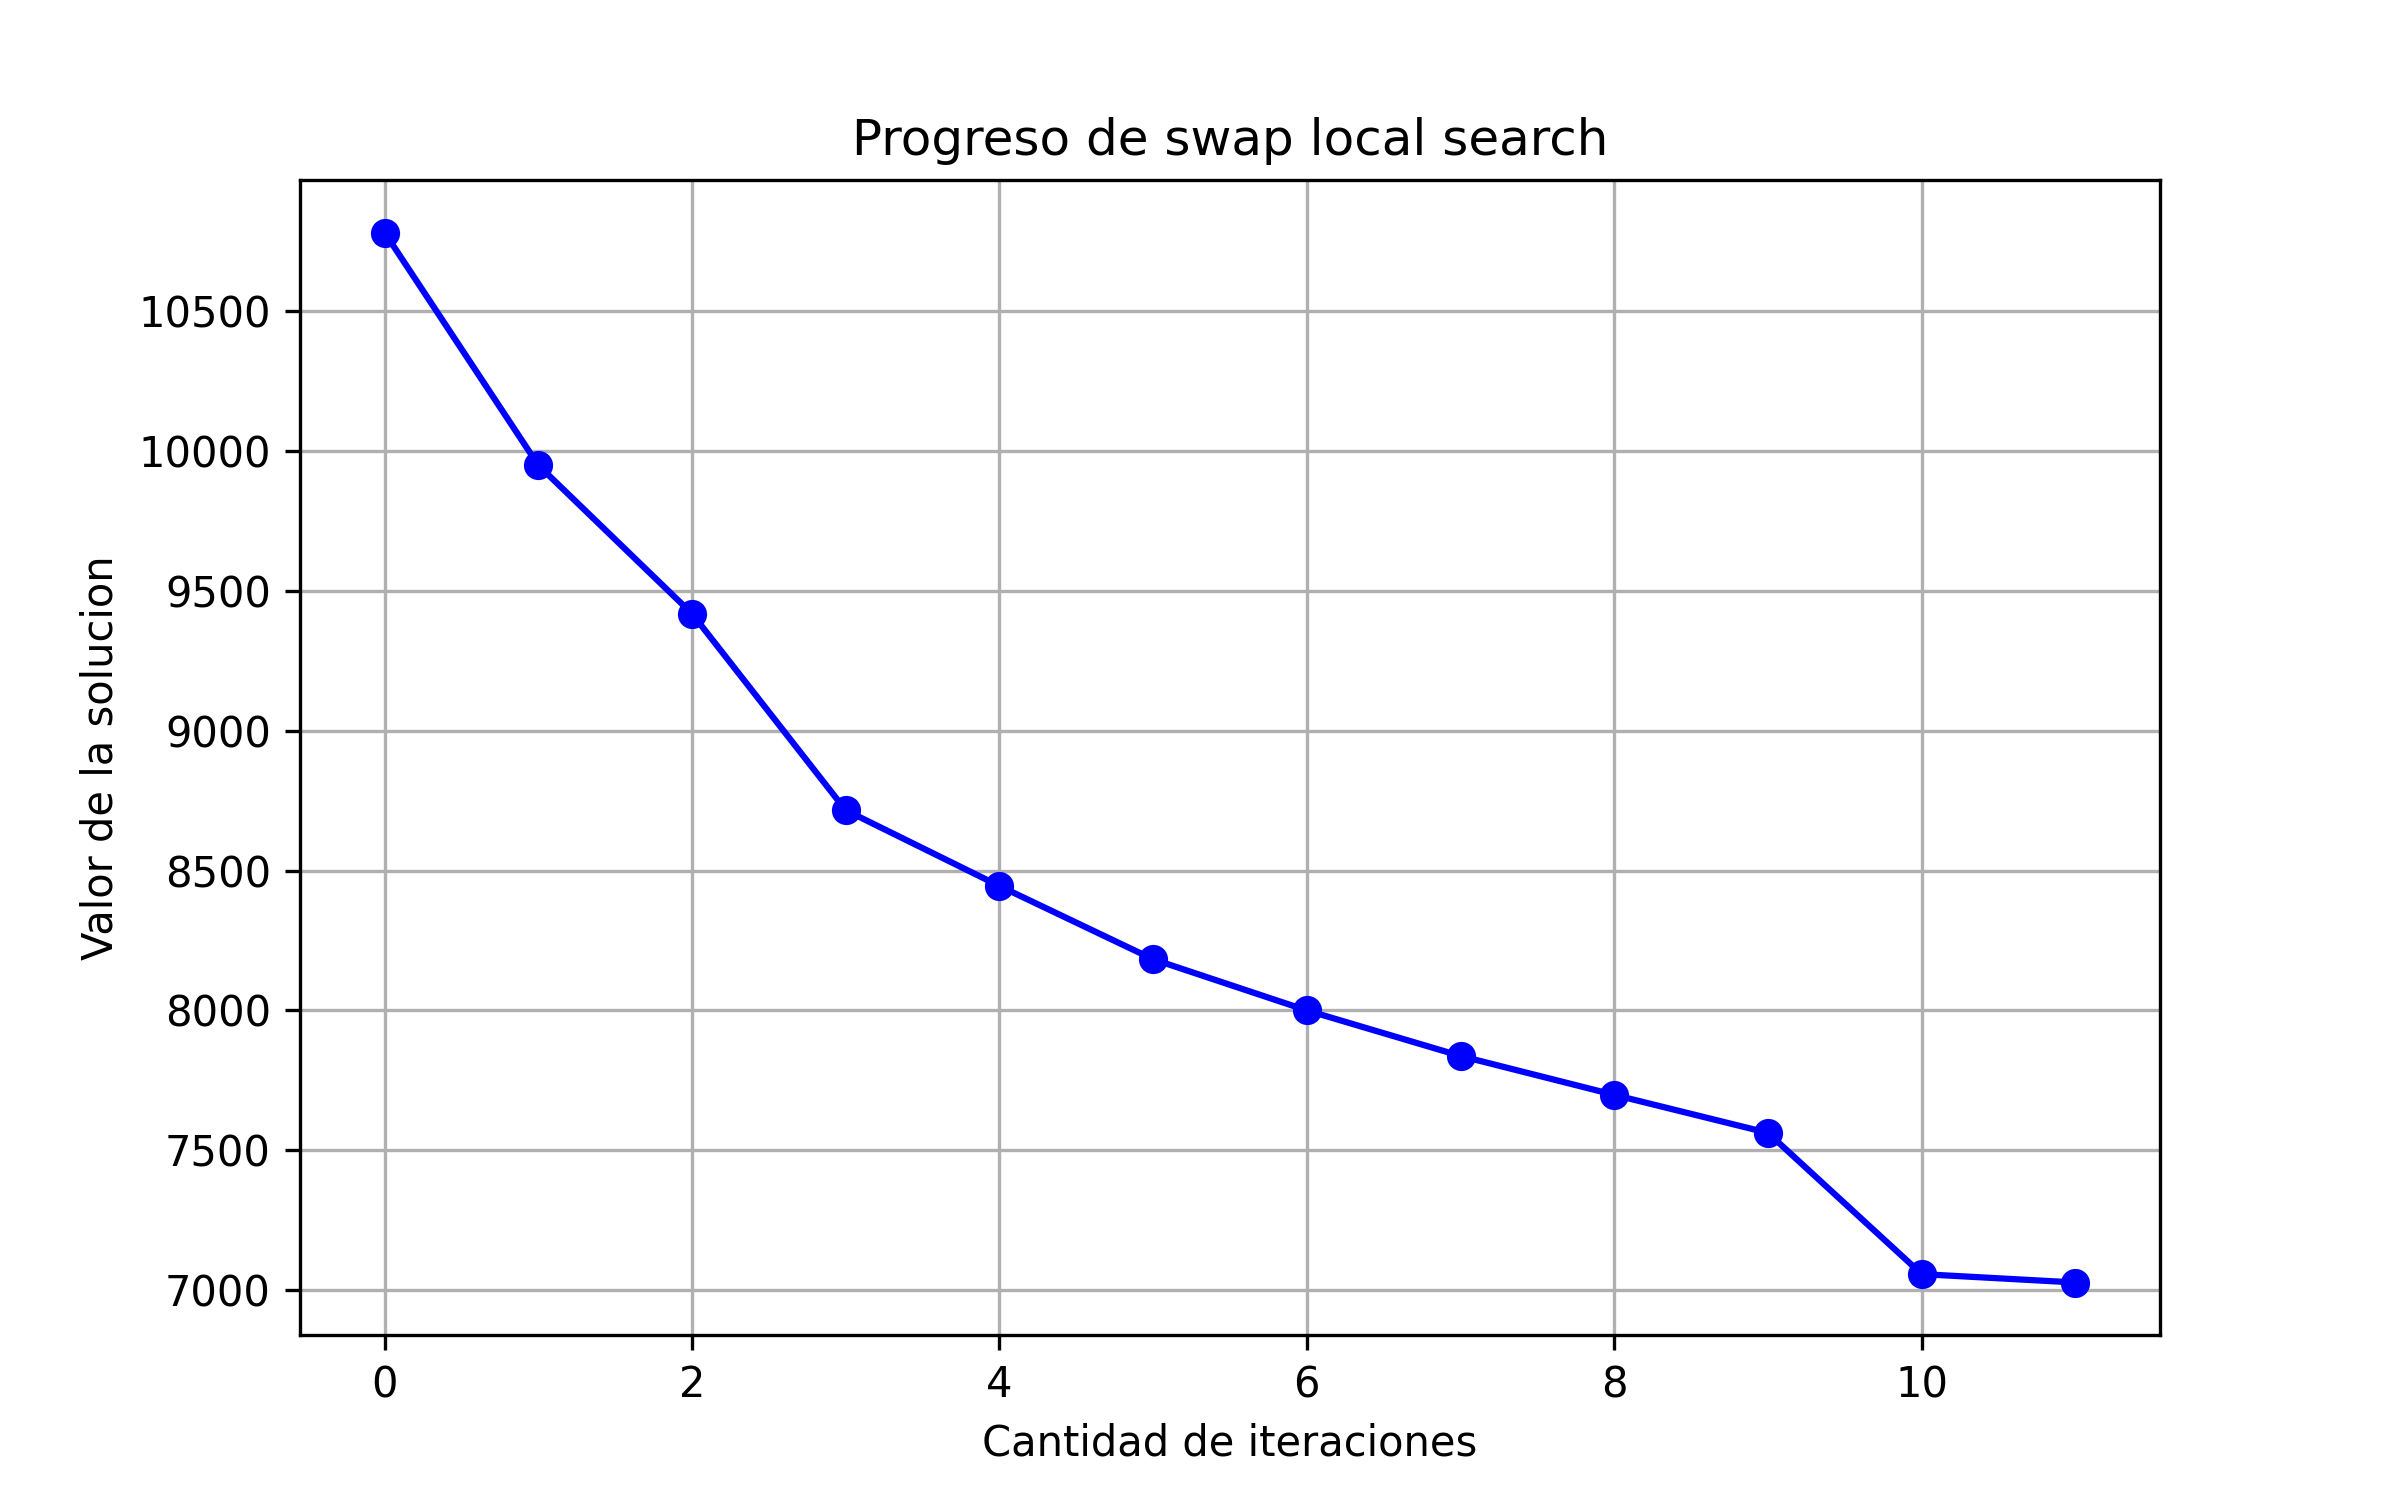 Progreso de swap local search
Valor de la solucion
10500
10000
9500
9000
8500
8000
7500
7000
0 2 4 6 8 10
Cantidad de iteraciones